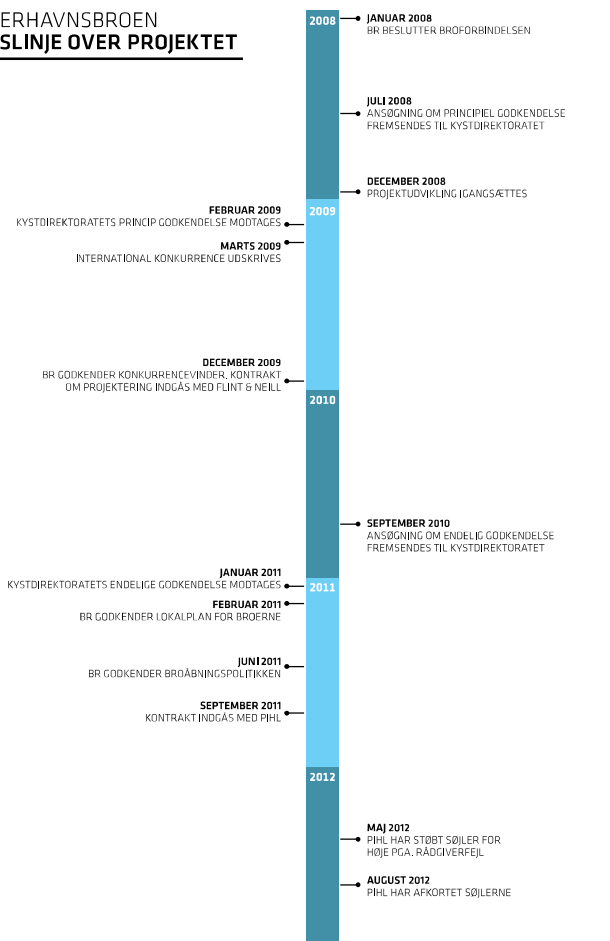 ERHAVNSBROEN
SLINJE OVER PROJEKTET
2008
JANUAR 2008
BR BESLUTTER BROFORBINDELSEN
JULI 2008
ANSØGNING OM PRINCIPIEL GODKENDELSE
FREMSENDES TIL KYSTDIREKTORATET
DECEMBER 2008
PROJEKTUDVIKLING IGANGSÆTTES
2009
FEBRUAR 2009
KYSTDIREKTORATETS PRINCIP GODKENDELSE MODTAGES
MARTS 2009
INTERNATIONAL KONKURRENCE UDSKRIVES
DECEMBER 2009
BR GODKENDER KONKURRENCEVINDER, KONTRAKT
OM PROJEKTERING INDGÅS MED FLINT & NEILL
2010
SEPTEMBER 2010
ANSØGNING OM ENDELIG GODKENDELSE
FREMSENDES TIL KYSTDIREKTORATET
JANUAR 2011
KYSTDIREKTORATETS ENDELIGE GODKENDELSE MODTAGES
2011
FEBRUAR 2011
BR GODKENDER LOKALPLAN FOR BROERNE
JUNI 2011
BR GODKENDER BROÅBNINGSPOLITIKKEN
SEPTEMBER 2011
KONTRAKT INDGÅS MED PIHL
2012
MAJ 2012
PIHL HAR STØBT SØJLER FOR
HØJE PGA. RÅDGIVERFEJL
AUGUST 2012
PIHL HAR AFKORTET SØJLERNE